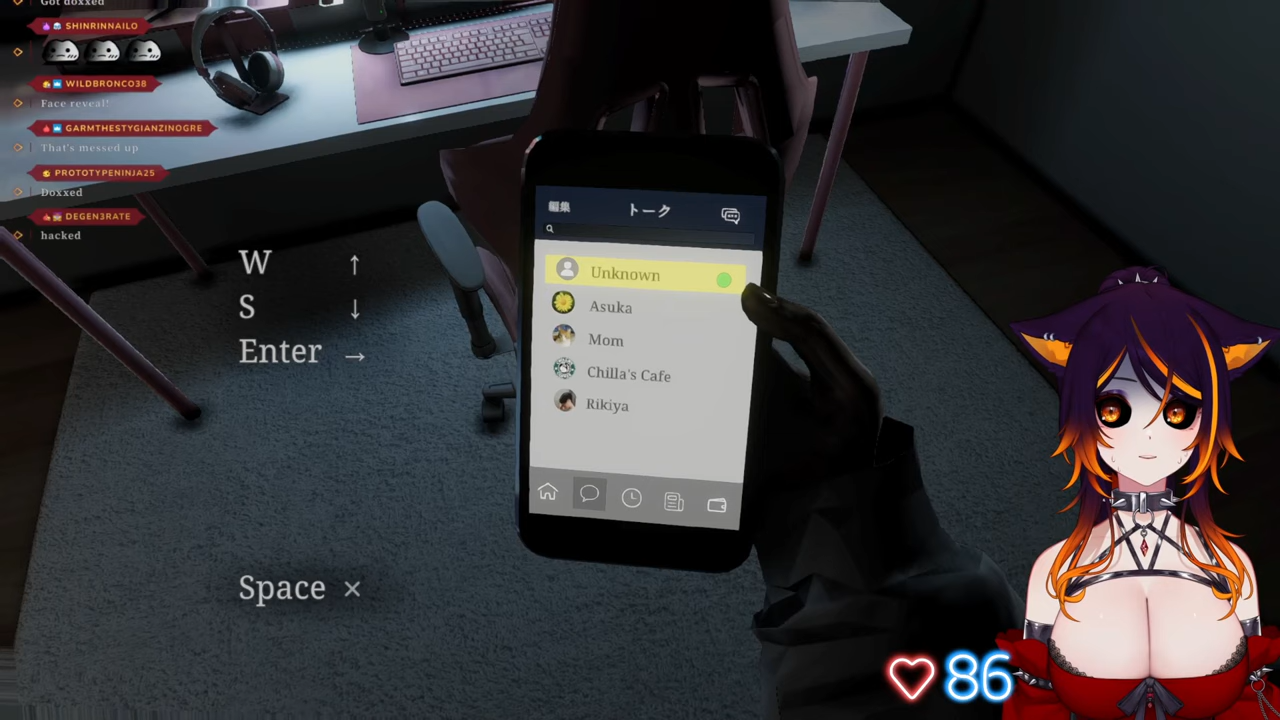 Got doxxed
SHINRINNAILO
WILDBRONCO38
Face reveal!
GARMTHESTYGIANZINOGRE
That's messed up
PROTOTYPENINJA25
Doxxed
DEGEN3RATE
hacked
W ↑
S ↓
Enter →
Space ×
編集 トーク
Unknown
Asuka
Mom
Chilla's Cafe
Rikiya
86